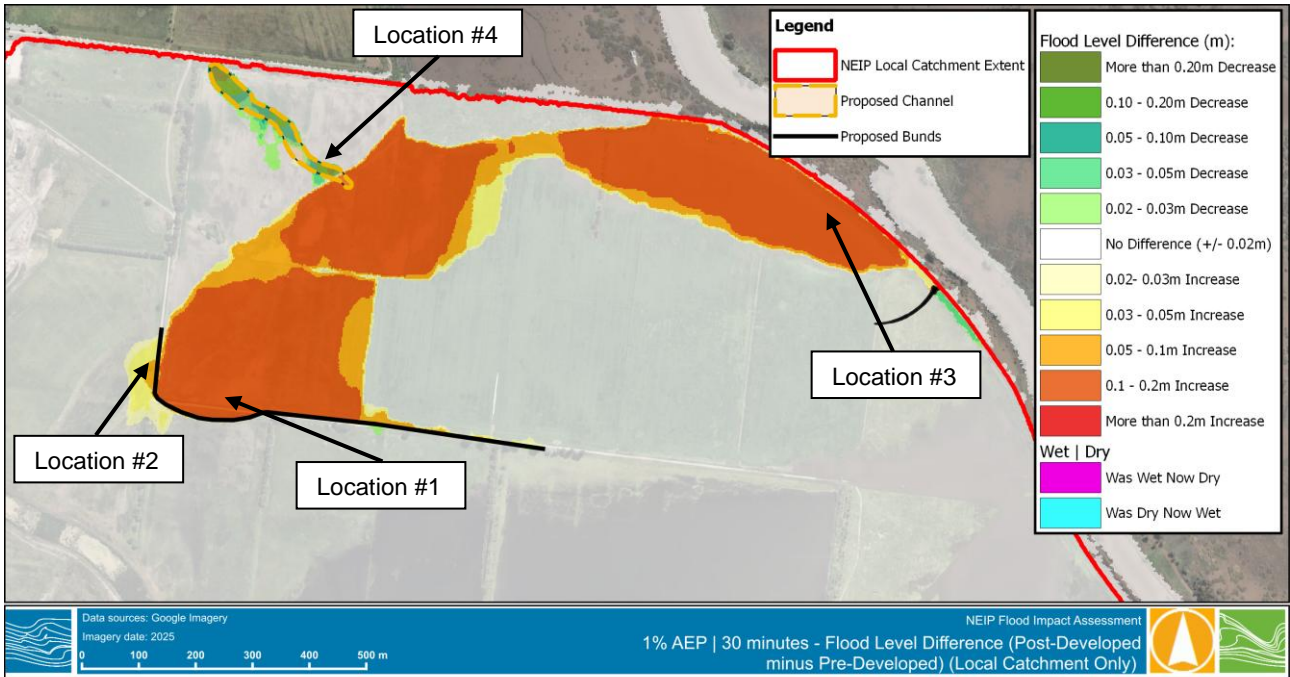 Location #4
Location #3
Location #2
Location #1
Legend
NEIP Local Catchment Extent
Proposed Channel
Proposed Bunds
Flood Level Difference (m):
More than 0.20m Decrease
0.10 - 0.20m Decrease
0.05 - 0.10m Decrease
0.03 - 0.05m Decrease
0.02 - 0.03m Decrease
No Difference (+/- 0.02m)
0.02- 0.03m Increase
0.03 - 0.05m Increase
0.05 - 0.1m Increase
0.1 - 0.2m Increase
More than 0.2m Increase
Wet | Dry
Was Wet Now Dry
Was Dry Now Wet
Data sources: Google Imagery
Imagery date: 2025
0 100 200 300 500 m
NEIP Flood Impact Assessment
1% AEP | 30 minutes - Flood Level Difference (Post-Developed
minus Pre-Developed) (Local Catchment Only)